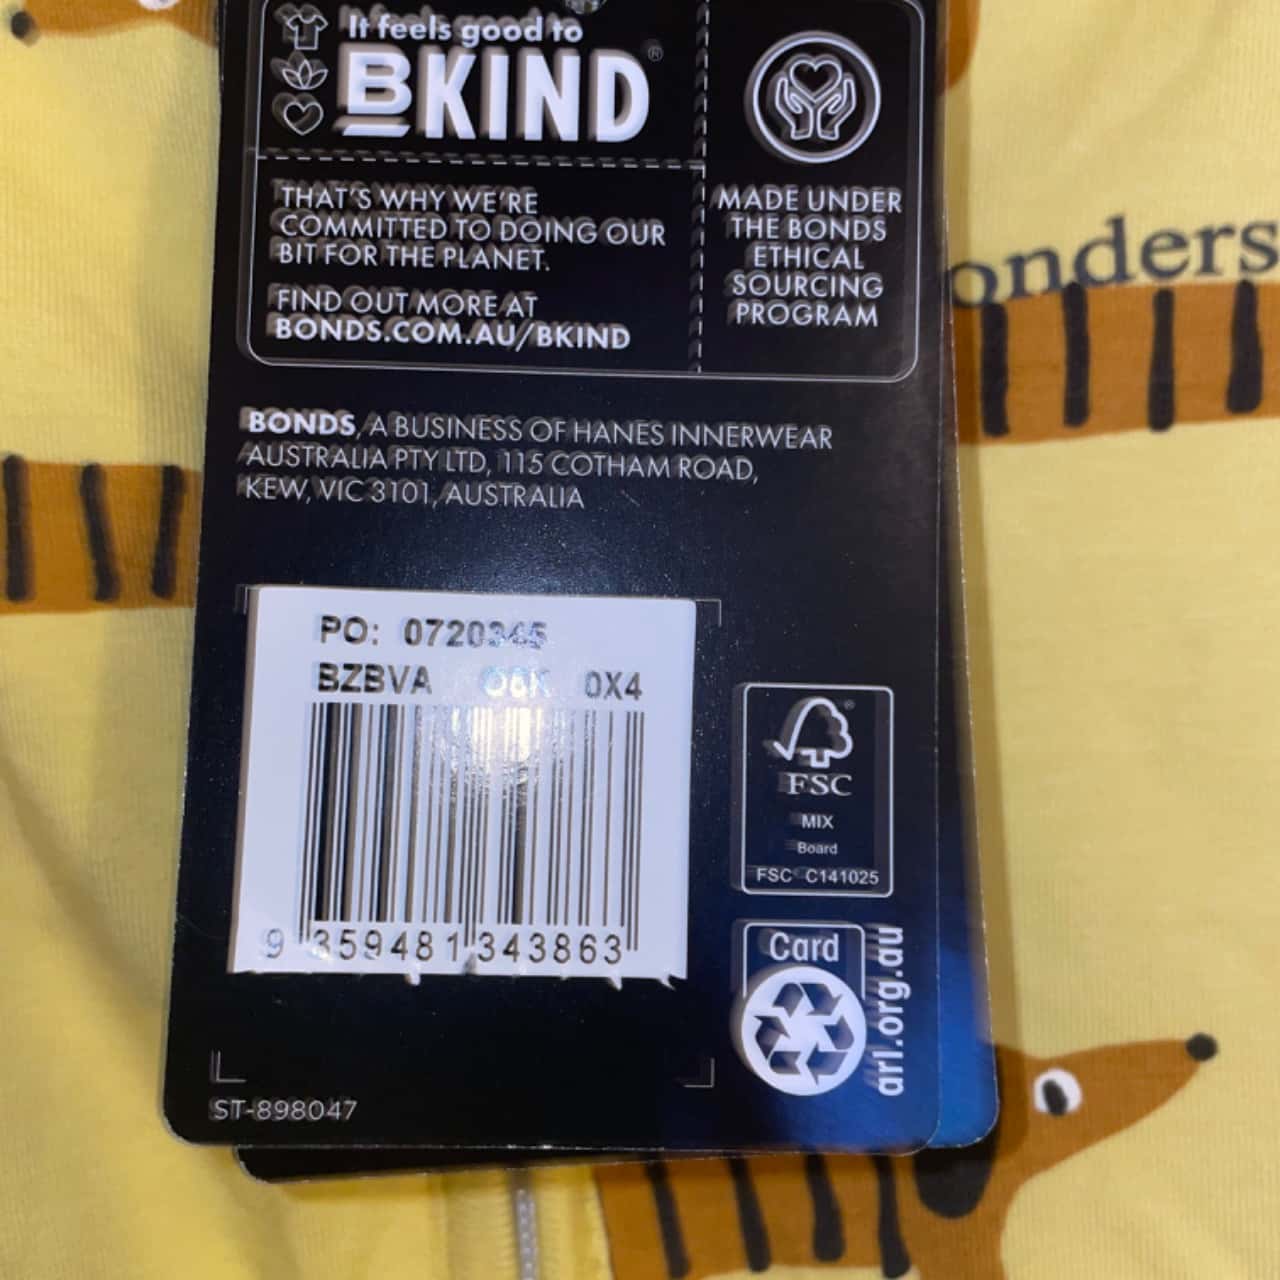 It feels good to
BKIND®
THAT'S WHY WE'RE
COMMITTED TO DOING OUR
BIT FOR THE PLANET.
FIND OUT MORE AT
BONDS.COM.AU/BKIND
MADE UNDER
THE BONDS
ETHICAL
SOURCING
PROGRAM
onders
BONDS, A BUSINESS OF HANES INNERWEAR
AUSTRALIA PTY LTD, 115 COTHAM ROAD,
KEW, VIC 3101, AUSTRALIA
PO: 0720345
BZBVA 0X4
9 359481 343863
FSC®
MIX
Board
FSC C141025
Card
arl.org.au
ST-898047